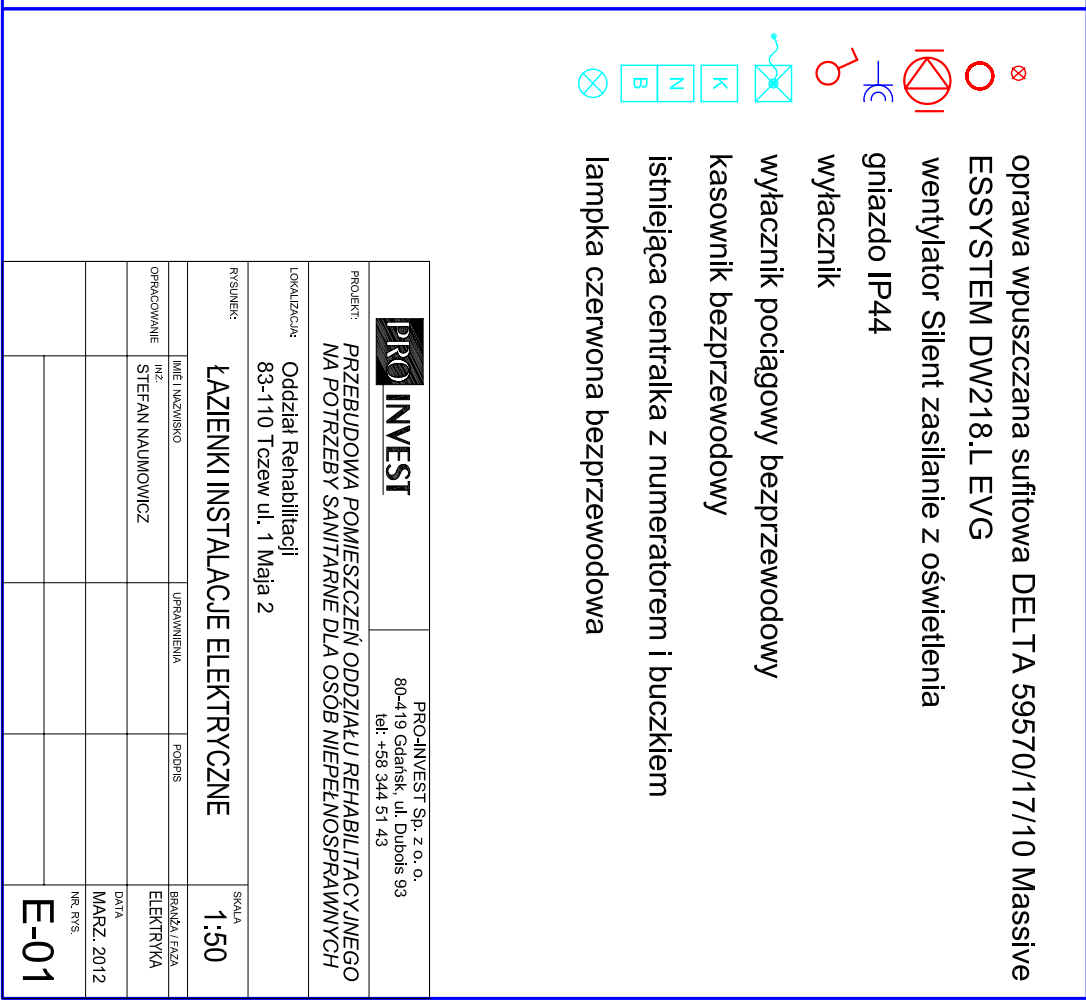 oprawa wpuszczana sufitowa DELTA 59570/17/10 Massive
ESSYSTEM DW218.L EVG
wentylator Silent zasilanie z oświetlenia
gniazdo IP44
wyłacznik
wyłacznik pociągowy bezprzewodowy
K
kasownik bezprzewodowy
B N
istniejąca centralka z numeratorem i buczkiem
lampka czerwona bezprzewodowa
PRO INVEST
PRO-INVEST Sp. z o. o.
80-419 Gdańsk, ul. Dubois 93
tel: +58 344 51 43
PROJEKT:
PRZEBUDOWA POMIESZCZEŃ ODDZIAŁU REHABILITACYJNEGO
NA POTRZEBY SANITARNE DLA OSÓB NIEPEŁNOSPRAWNYCH
LOKALIZACJA:
Oddział Rehabilitacji
83-110 Tczew ul. 1 Maja 2
RYSUNEK:
ŁAZIENKI INSTALACJE ELEKTRYCZNE
SKALA
1:50
IMIĘ I NAZWISKO
UPRAWNIENIA
PODPIS
BRANŻA / FAZA
ELEKTRYKA
OPRACOWANIE
INŻ.
STEFAN NAUMOWICZ
DATA
MARZ. 2012
NR. RYS.
E-01